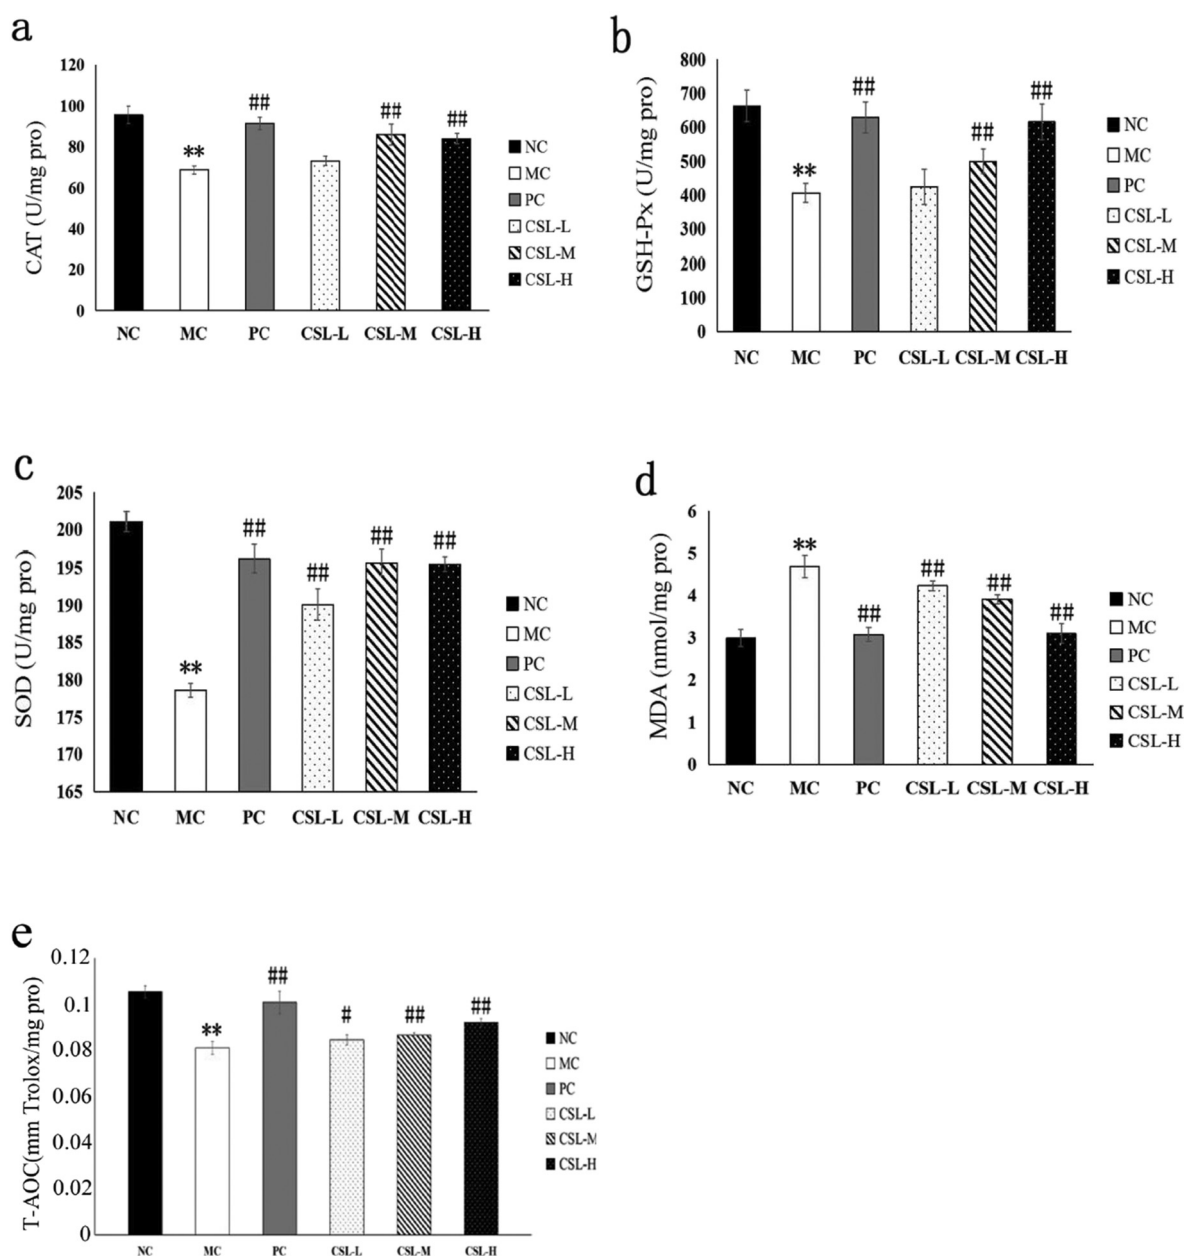 a
CAT (U/mg pro)
120
100
80
60
40
20
0
**
##
##
##
NC MC PC CSL-L CSL-M CSL-H
NC
MC
PC
CSL-L
CSL-M
CSL-H
b
GSH-Px (U/mg pro)
800
700
600
500
400
300
200
100
0
**
##
##
##
NC MC PC CSL-L CSL-M CSL-H
NC
MC
PC
CSL-L
CSL-M
CSL-H
c
SOD (U/mg pro)
205
200
195
190
185
180
175
170
165
**
##
##
##
##
NC MC PC CSL-L CSL-M CSL-H
NC
MC
PC
CSL-L
CSL-M
CSL-H
d
MDA (nmol/mg pro)
6
5
4
3
2
1
0
**
##
##
##
##
NC MC PC CSL-L CSL-M CSL-H
NC
MC
PC
CSL-L
CSL-M
CSL-H
e
T-AOC(mm Trolox/mg pro)
0.12
0.1
0.08
0.06
0.04
0.02
0
**
##
#
##
##
NC MC PC CSL-L CSL-M CSL-H
NC
MC
PC
CSL-L
CSL-M
CSL-H